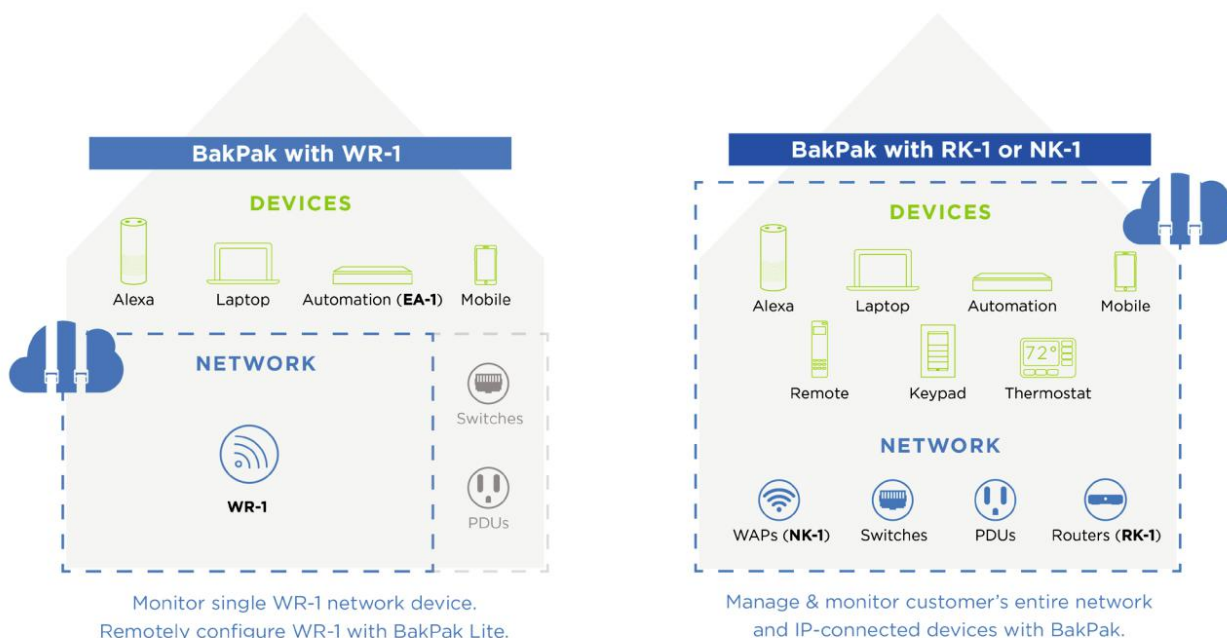 BakPak with WR-1
DEVICES
Alexa
Laptop
Automation (EA-1)
Mobile
NETWORK
WR-1
Switches
PDUs
Monitor single WR-1 network device.
Remotely configure WR-1 with BakPak Lite.
BakPak with RK-1 or NK-1
DEVICES
Alexa
Laptop
Automation
Mobile
Remote
Keypad
72°
Thermostat
NETWORK
WAPs (NK-1)
Switches
PDUs
Routers (RK-1)
Manage & monitor customer’s entire network
and IP-connected devices with BakPak.